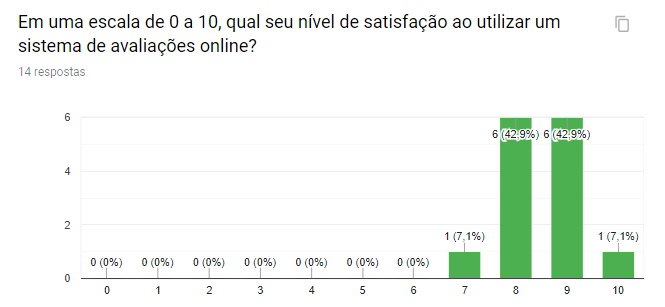 Em uma escala de 0 a 10, qual seu nível de satisfação ao utilizar um
sistema de avaliações online?
14 respostas
6
4
2
0
0 (0%) 0 (0%) 0 (0%) 0 (0%) 0 (0%) 0 (0%) 0 (0%) 1 (7,1%) 6 (42,9%) 6 (42,9%) 1 (7,1%)
0 1 2 3 4 5 6 7 8 9 10